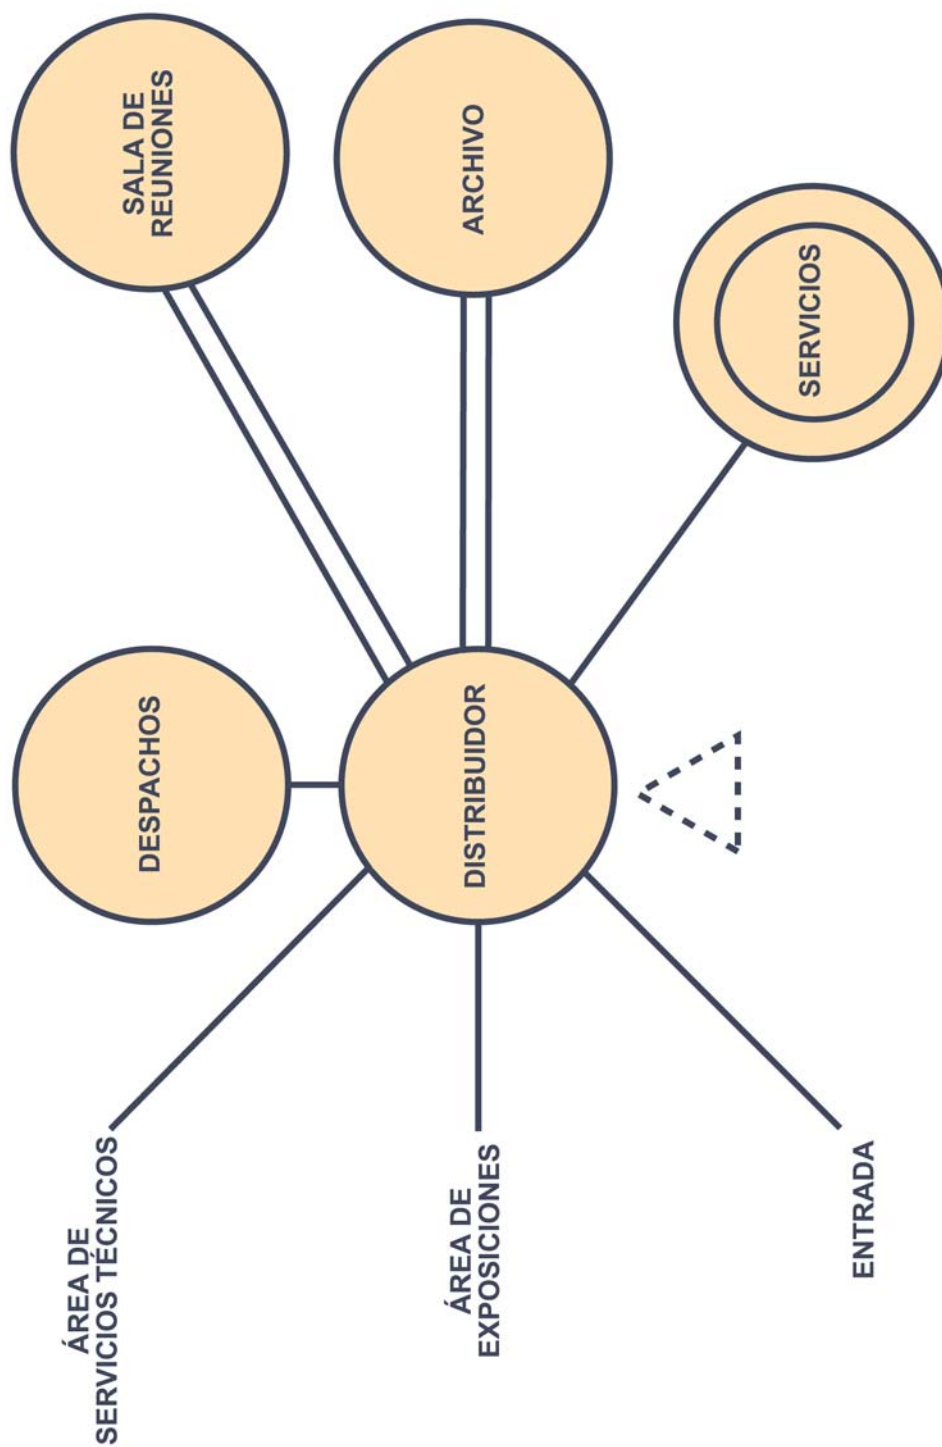 ÁREA DE
SERVICIOS TÉCNICOS
DESPACHOS
SALA DE
REUNIONES
ÁREA DE
EXPOSICIONES
DISTRIBUIDOR
ARCHIVO
ENTRADA
SERVICIOS